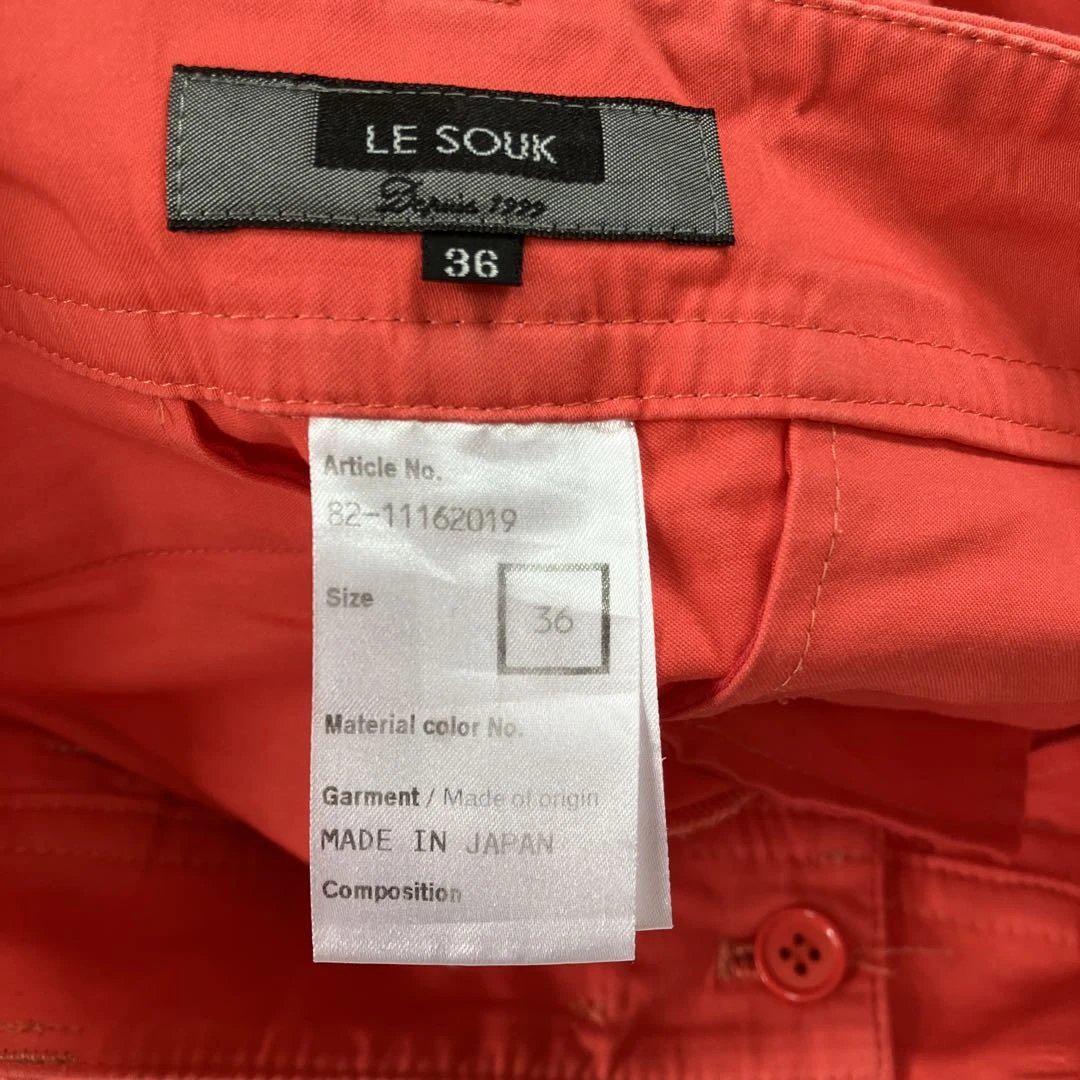 LE SOUK
Depuis 1999
36
Article No.
82-11162019
Size
36
Material color No.
Garment / Made of origin
MADE IN JAPAN
Composition